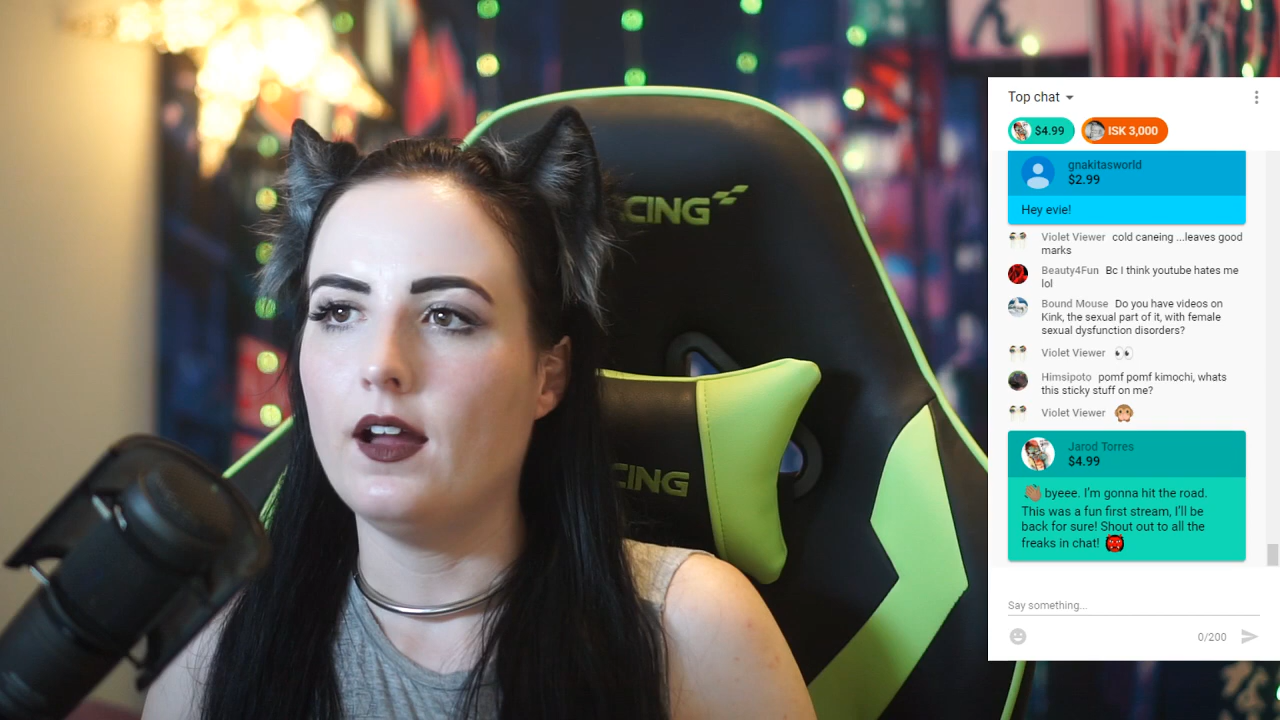 CING
CING
Top chat
$4.99
ISK 3,000
gnakitasworld
$2.99
Hey evie!
Violet Viewer cold caneing ...leaves good
marks
Beauty4Fun Bc I think youtube hates me
lol
Bound Mouse Do you have videos on
Kink, the sexual part of it, with female
sexual dysfunction disorders?
Violet Viewer 👀
Himsipoto pomf pomf kimochi, whats
this sticky stuff on me?
Violet Viewer 🙊
Jarod Torres
$4.99
👋🏽 byeee. I'm gonna hit the road.
This was a fun first stream, I'll be
back for sure! Shout out to all the
freaks in chat! 👹
Say something...
0/200